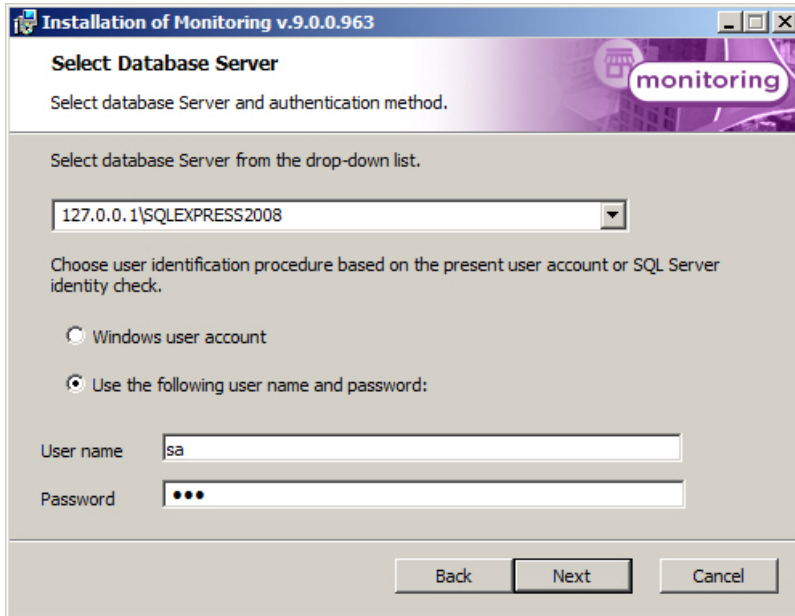 Installation of Monitoring v.9.0.0.963
Select Database Server
Select database Server and authentication method.
monitoring
Select database Server from the drop-down list.
127.0.0.1\SQLEXPRESS2008
Choose user identification procedure based on the present user account or SQL Server
identity check.
Windows user account
Use the following user name and password:
User name
sa
Password
•••
Back
Next
Cancel